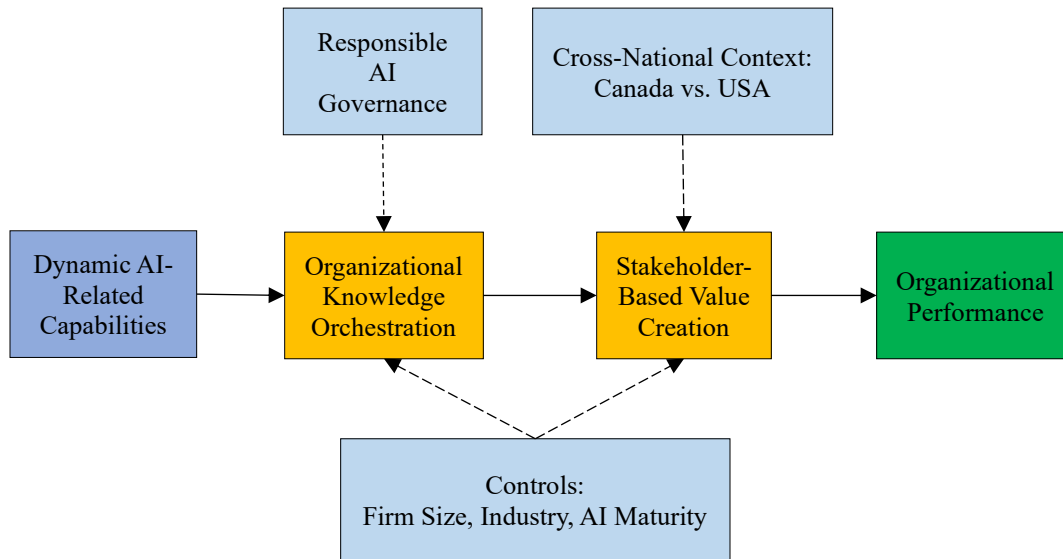 Responsible
AI
Governance
Cross-National Context:
Canada vs. USA
Dynamic AI-
Related
Capabilities
Organizational
Knowledge
Orchestration
Stakeholder-
Based Value
Creation
Organizational
Performance
Controls:
Firm Size, Industry, AI Maturity